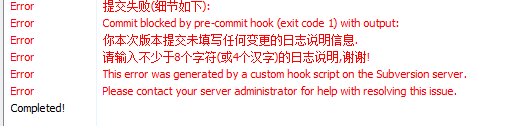 Error 提交失败(细节如下):
Error Commit blocked by pre-commit hook (exit code 1) with output:
Error 你本次版本提交未填写任何变更的日志说明信息.
Error 请输入不少于8个字符(或4个汉字)的日志说明,谢谢!
Error This error was generated by a custom hook script on the Subversion server.
Error Please contact your server administrator for help with resolving this issue.
Completed!